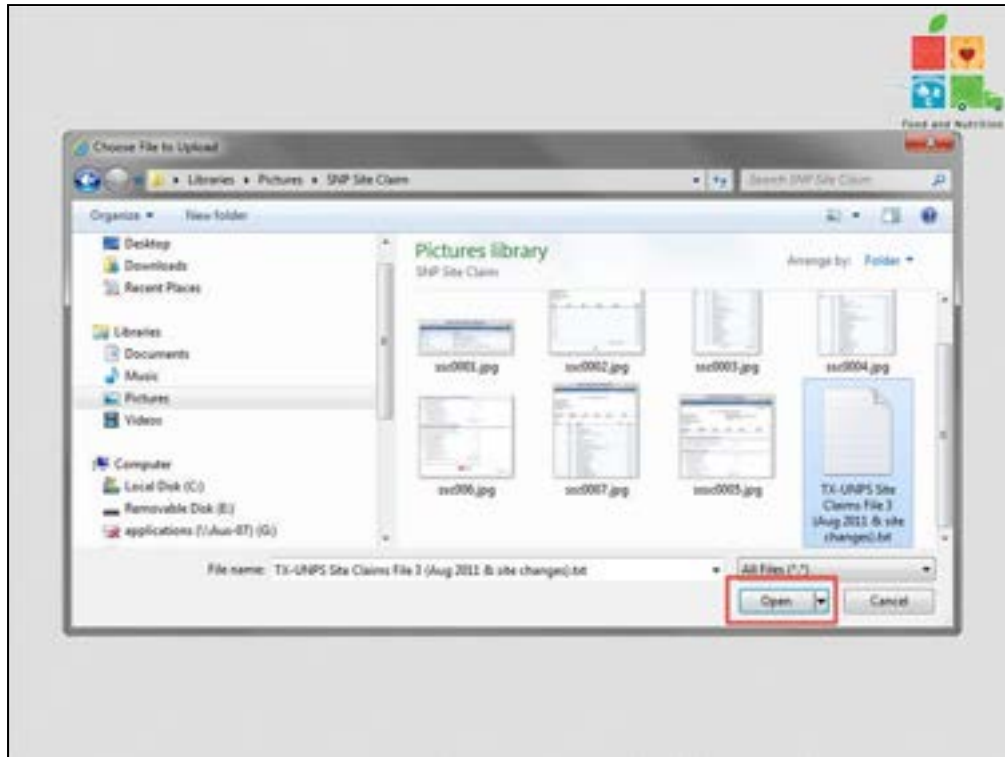 Food and Nutrition
Choose File to Upload
Libraries ▸ Pictures ▸ SNP Site Claim
Search SNP Site Claim
Organize
New folder
Desktop
Downloads
Recent Places
Libraries
Documents
Music
Pictures
Videos
Computer
Local Disk (C:)
Removable Disk (E:)
applications (\\Aus-07) (G:)
Pictures library
SNP Site Claim
Arrange by: Folder
ssc0001.jpg
ssc0002.jpg
ssc0003.jpg
ssc0004.jpg
ssc0007.jpg
TX-UNPS Site
Claims File 3
(Aug 2011 & site
changes).txt
File name: TX-UNPS Site Claims File 3 (Aug 2011 & site changes).txt
All Files (*.*)
Open
Cancel